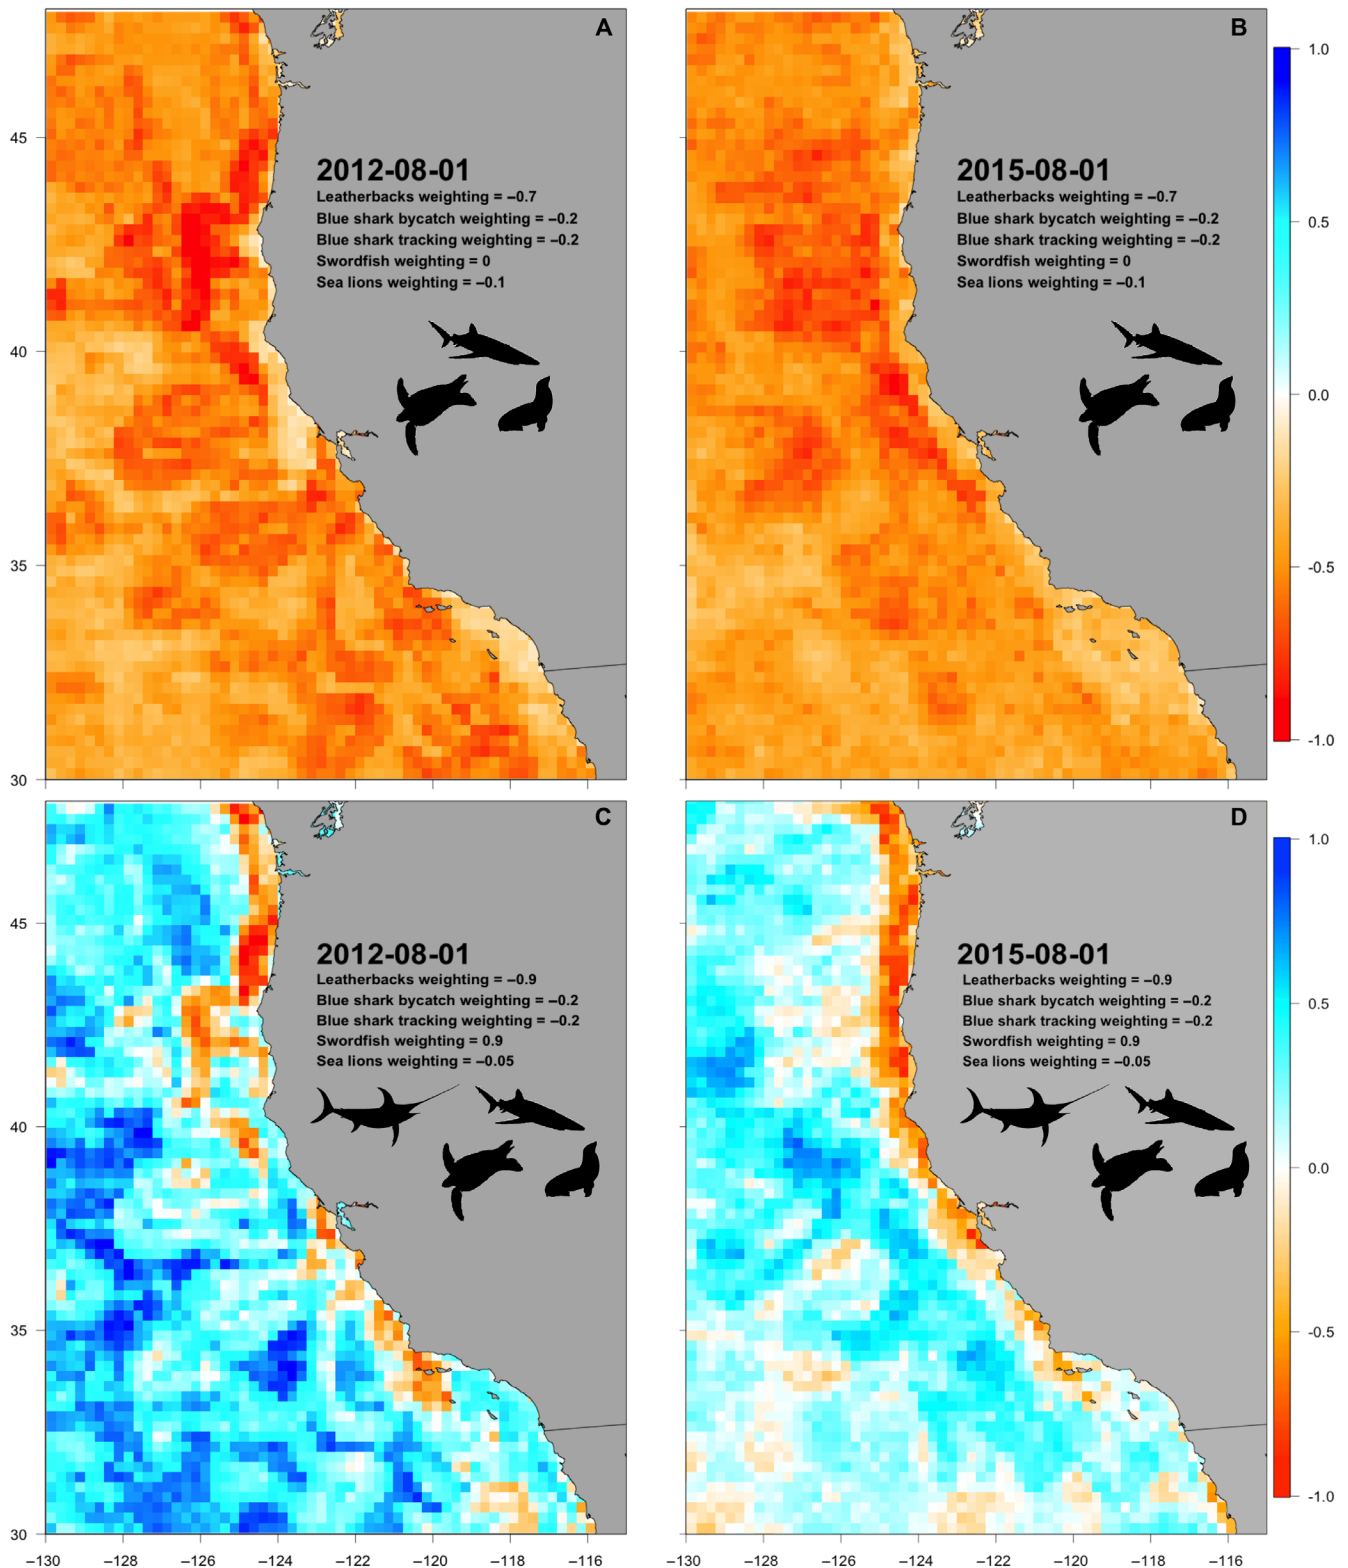 A
2012-08-01
Leatherbacks weighting = −0.7
Blue shark bycatch weighting = −0.2
Blue shark tracking weighting = −0.2
Swordfish weighting = 0
Sea lions weighting = −0.1
45
40
35
30
B
2015-08-01
Leatherbacks weighting = −0.7
Blue shark bycatch weighting = −0.2
Blue shark tracking weighting = −0.2
Swordfish weighting = 0
Sea lions weighting = −0.1
1.0
0.5
0.0
-0.5
-1.0
C
2012-08-01
Leatherbacks weighting = −0.9
Blue shark bycatch weighting = −0.2
Blue shark tracking weighting = −0.2
Swordfish weighting = 0.9
Sea lions weighting = −0.05
45
40
35
30
−130 −128 −126 −124 −122 −120 −118 −116
D
2015-08-01
Leatherbacks weighting = −0.9
Blue shark bycatch weighting = −0.2
Blue shark tracking weighting = −0.2
Swordfish weighting = 0.9
Sea lions weighting = −0.05
−130 −128 −126 −124 −122 −120 −118 −116
1.0
0.5
0.0
-0.5
-1.0